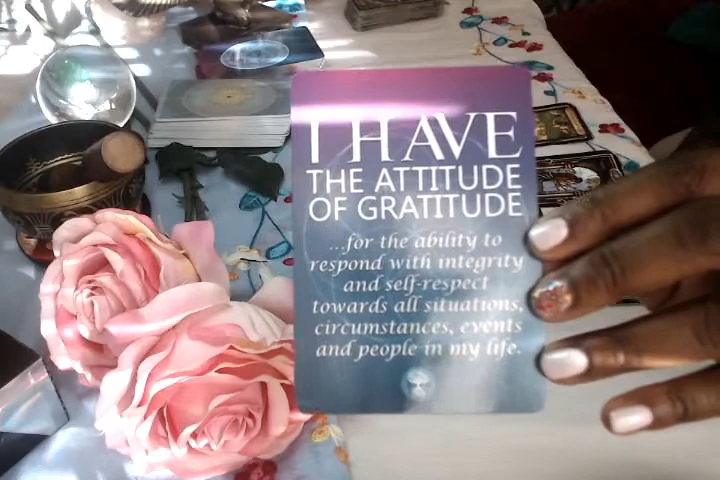 I HAVE
THE ATTITUDE
OF GRATITUDE
...for the ability to
respond with integrity
and self-respect
towards all situations,
circumstances, events
and people in my life.